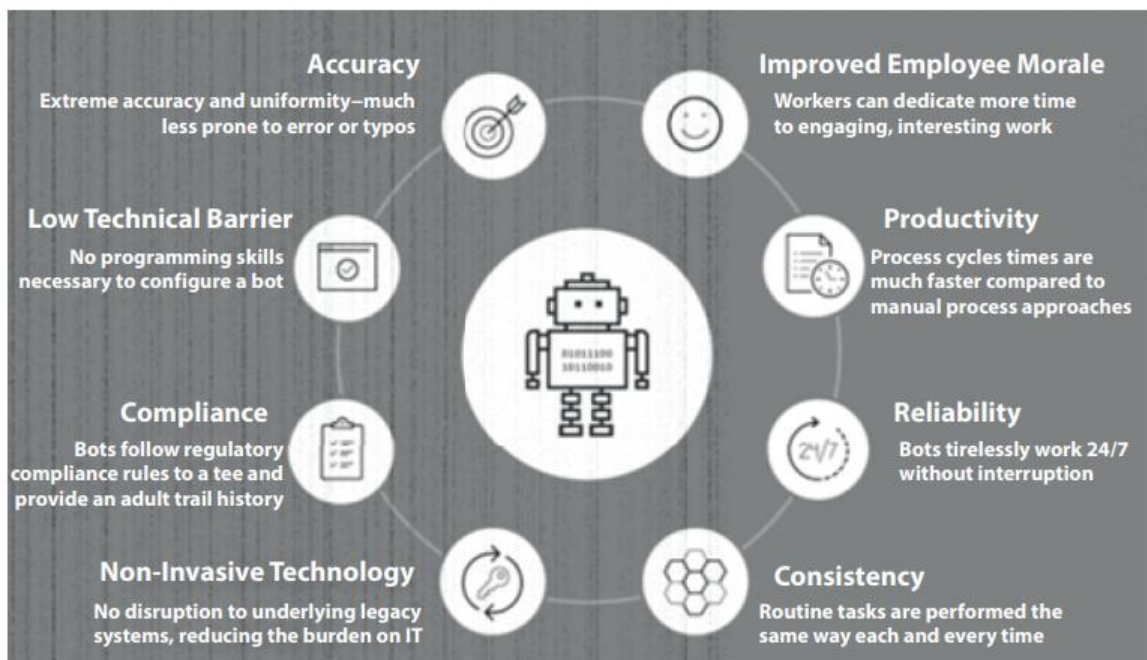 Accuracy
Extreme accuracy and uniformity–much
less prone to error or typos
Improved Employee Morale
Workers can dedicate more time
to engaging, interesting work
Low Technical Barrier
No programming skills
necessary to configure a bot
Productivity
Process cycles times are
much faster compared to
manual process approaches
01011100
10110010
Compliance
Bots follow regulatory
compliance rules to a tee and
provide an adult trail history
Reliability
Bots tirelessly work 24/7
without interruption
24/7
Non-Invasive Technology
No disruption to underlying legacy
systems, reducing the burden on IT
Consistency
Routine tasks are performed the
same way each and every time